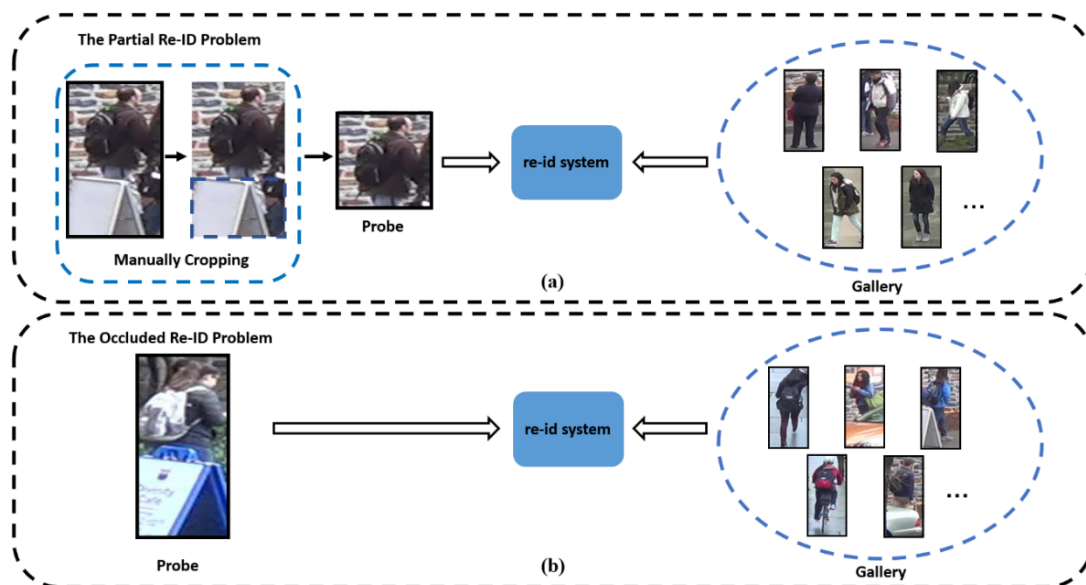 The Partial Re-ID Problem
Manually Cropping
Probe
re-id system
...
Gallery
(a)
The Occluded Re-ID Problem
Probe
re-id system
...
Gallery
(b)